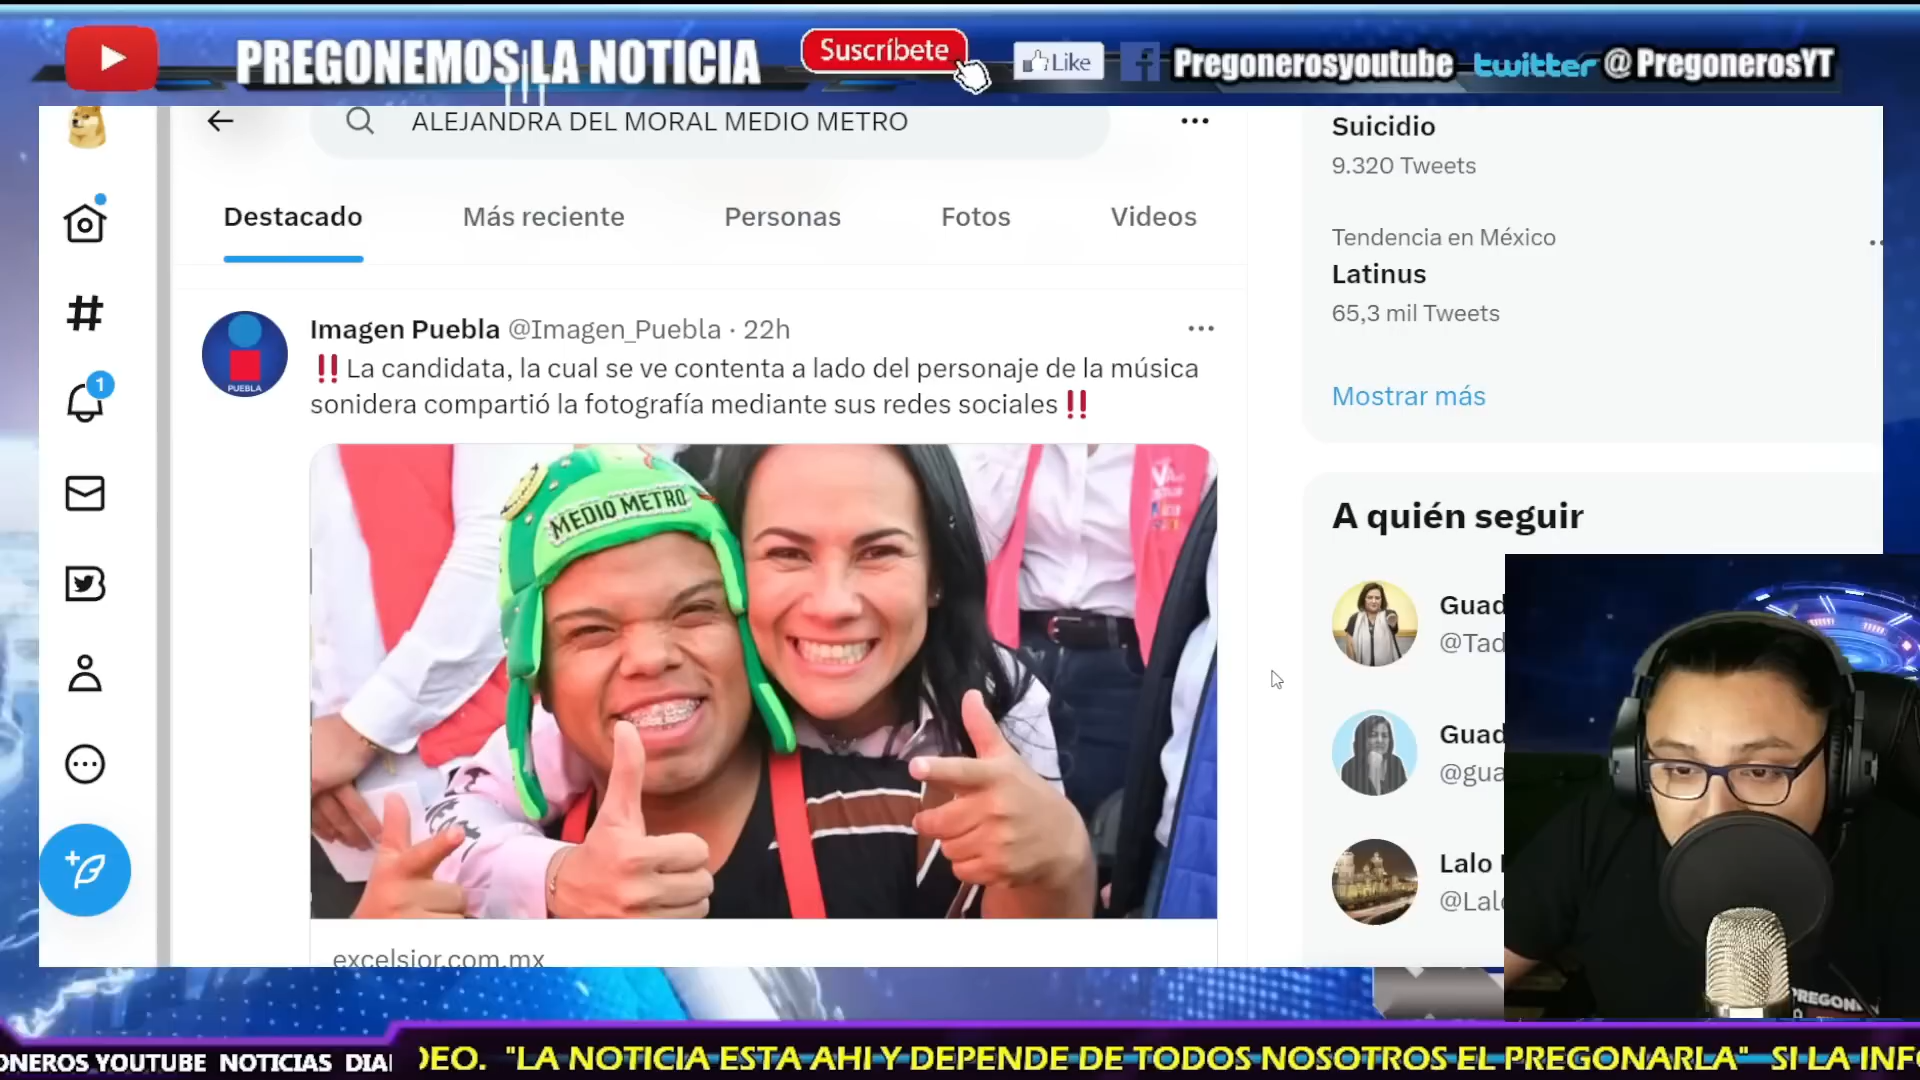 PREGONEMOS LA NOTICIA
Suscríbete
Like
Pregonerosyoutube
twitter @PregonerosYT
ALEJANDRA DEL MORAL MEDIO METRO
Destacado
Más reciente
Personas
Fotos
Videos
1
PUEBLA
Imagen Puebla @Imagen_Puebla · 22h
‼️La candidata, la cual se ve contenta a lado del personaje de la música
sonidera compartió la fotografía mediante sus redes sociales‼️
MEDIO METRO
excelsior.com.mx
Suicidio
9.320 Tweets
Tendencia en México
Latinus
65,3 mil Tweets
Mostrar más
A quién seguir
Guad
@Tad
Guad
@gua
Lalo
@Lalo
PREGON
ONEROS YOUTUBE NOTICIAS DIA
DEO. "LA NOTICIA ESTA AHI Y DEPENDE DE TODOS NOSOTROS EL PREGONARLA" SI LA INFO